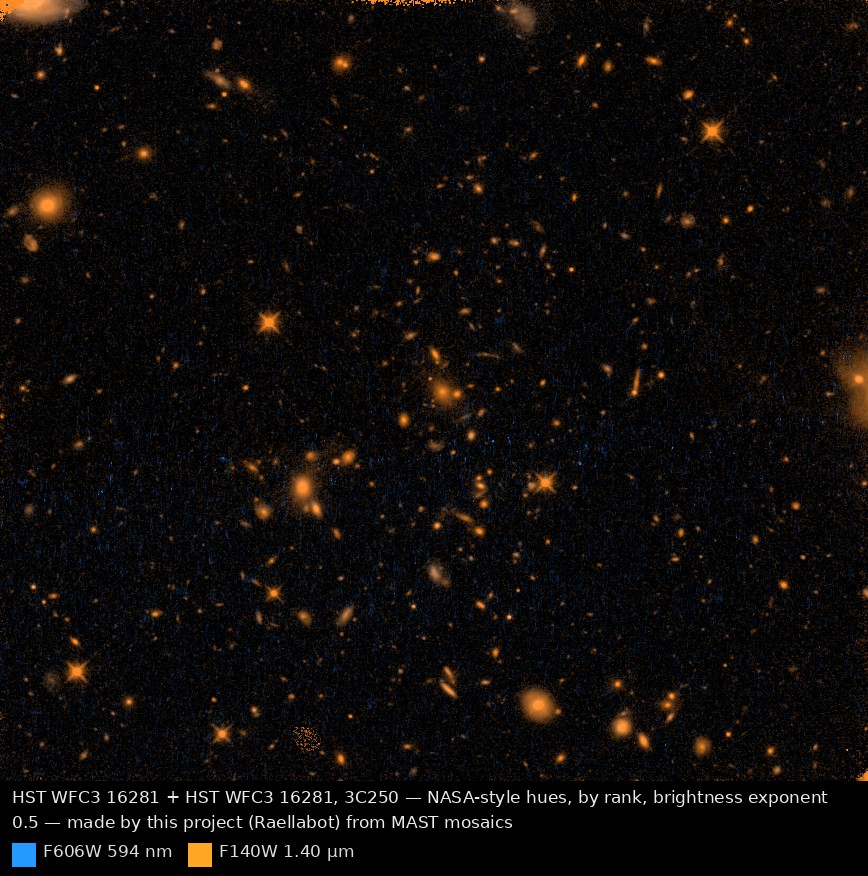 HST WFC3 16281 + HST WFC3 16281, 3C250 — NASA-style hues, by rank, brightness exponent
0.5 — made by this project (Raellabot) from MAST mosaics
F606W 594 nm F140W 1.40 µm